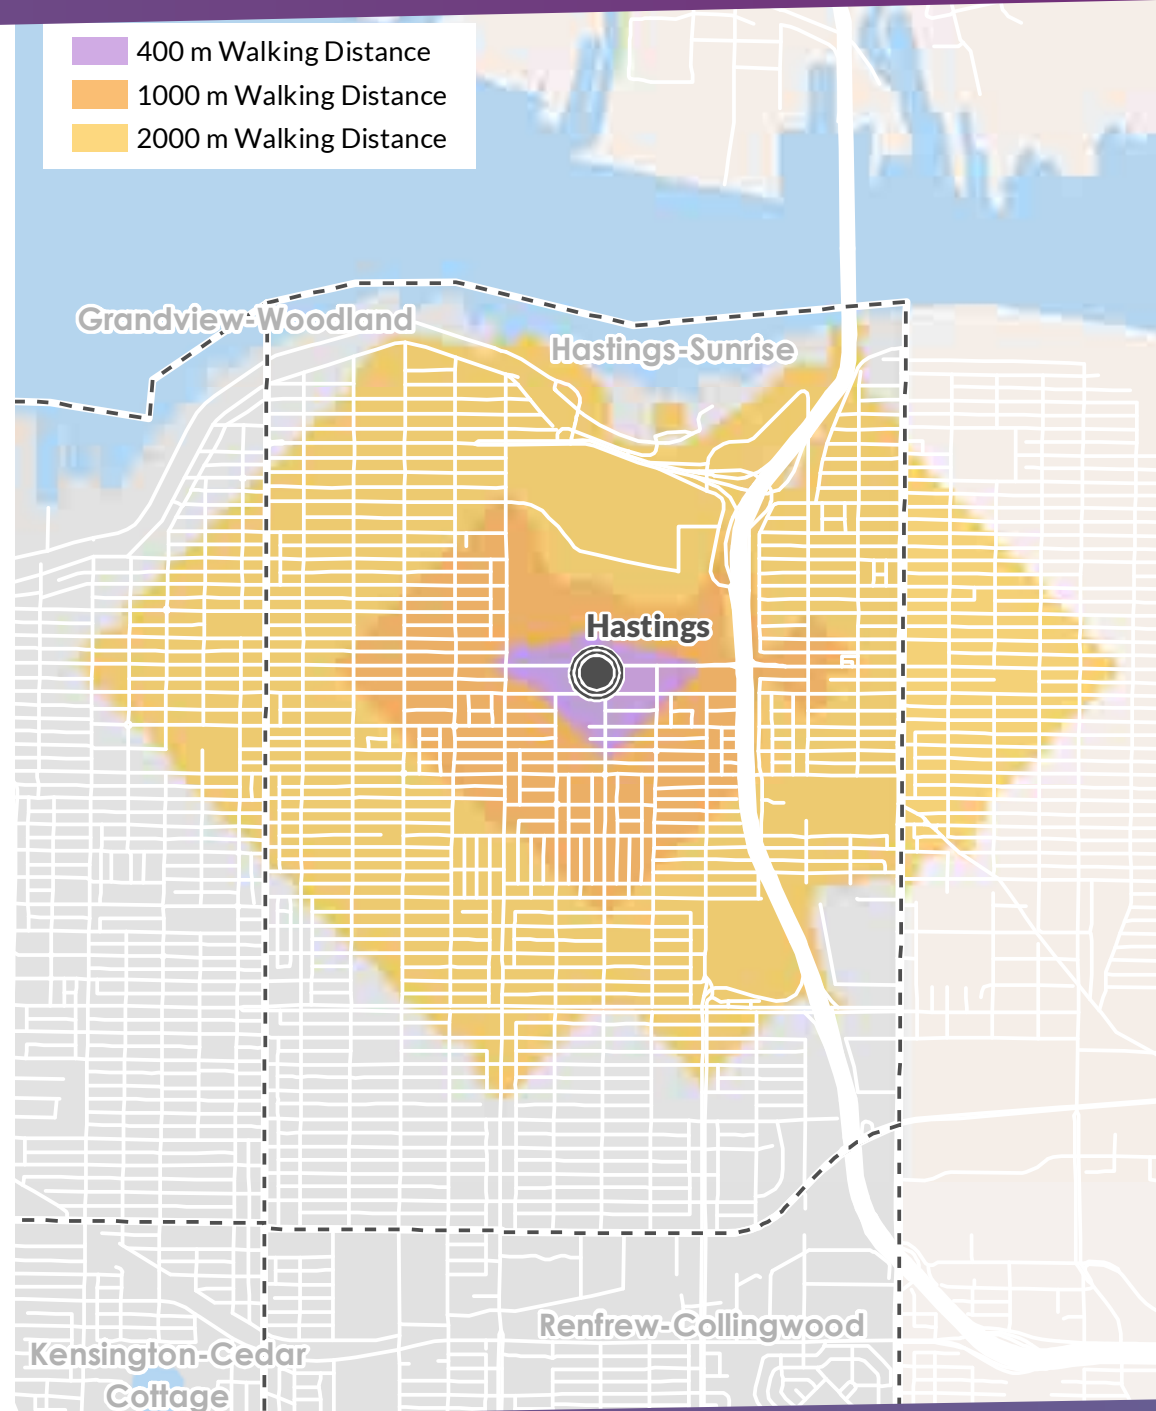 400 m Walking Distance
1000 m Walking Distance
2000 m Walking Distance
Grandview-Woodland
Hastings-Sunrise
Hastings
Renfrew-Collingwood
Kensington-Cedar
Cottage